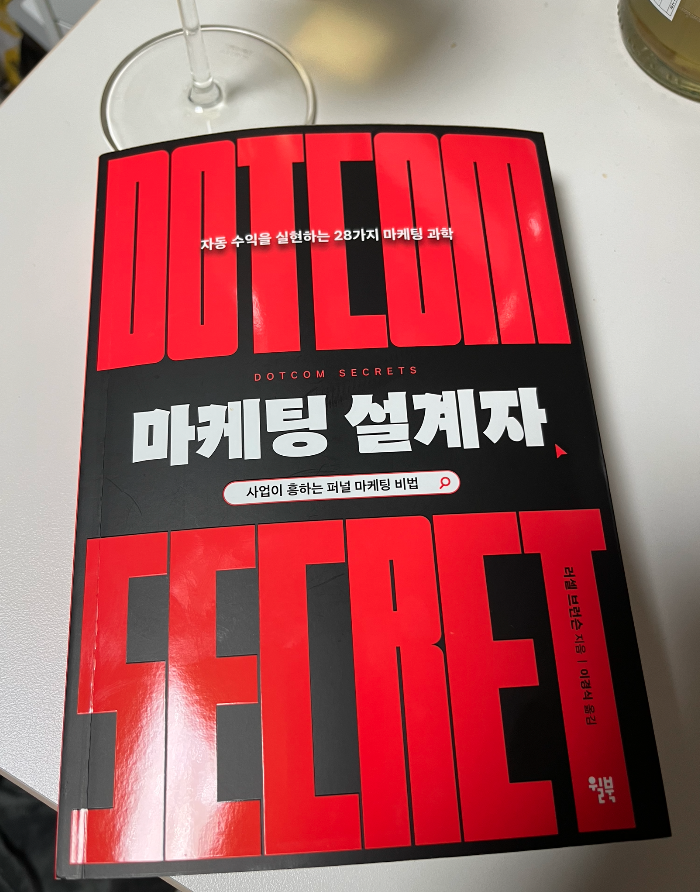 DOTCOM
자동 수익을 실현하는 28가지 마케팅 과학
DOTCOM SECRETS
마케팅 설계자
사업이 흥하는 퍼널 마케팅 비법
SECRET
러셀 브런슨 지음 | 이경식 옮김
윌북